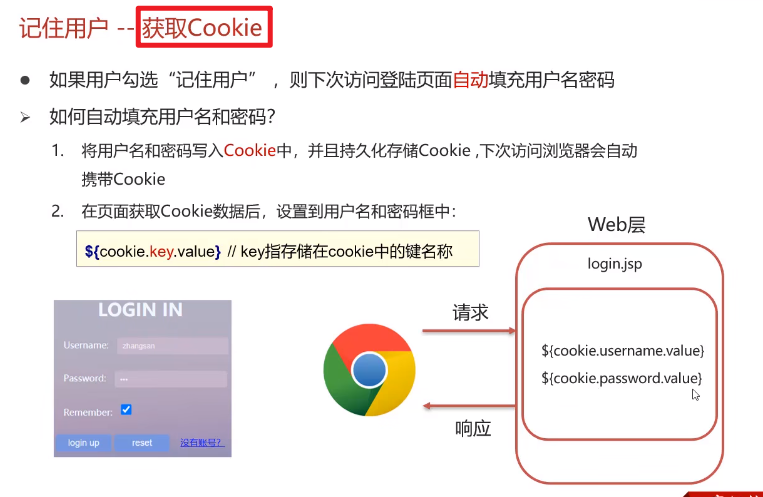 记住用户 -- 获取Cookie
如果用户勾选“记住用户” ，则下次访问登陆页面自动填充用户名密码
如何自动填充用户名和密码?
1. 将用户名和密码写入Cookie中，并且持久化存储Cookie ,下次访问浏览器会自动
携带Cookie
2. 在页面获取Cookie数据后，设置到用户名和密码框中：
${cookie.key.value} // key指存储在cookie中的键名称
Web层
login.jsp
LOGIN IN
Username: zhangsan
Password: •••
Remember:
login up reset 没有账号？
请求
响应
${cookie.username.value}
${cookie.password.value}